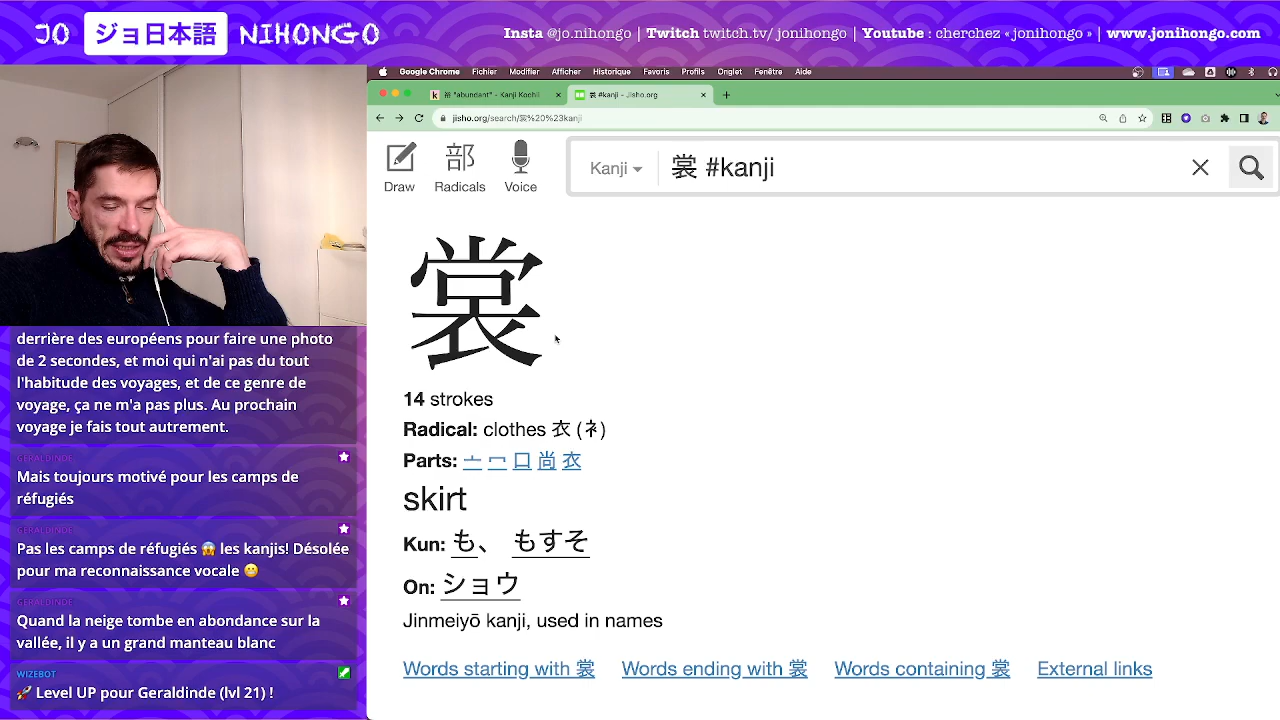 JO ジョ日本語 NIHONGO
Insta @jo.nihongo | Twitch twitch.tv/jonihongo | Youtube : cherchez « jonihongo » | www.jonihongo.com
Google Chrome Fichier Modifier Afficher Historique Favoris Profils Onglet Fenêtre Aide
裕 "abundant" - Kanji Kochii
裳 #kanji - Jisho.org
jisho.org/search/裳%20%23kanji
Draw Radicals Voice
Kanji 裳 #kanji
裳
14 strokes
Radical: clothes 衣 (衤)
Parts: 亠 冖 口 尚 衣
skirt
Kun: も、 もすそ
On: ショウ
Jinmeiyō kanji, used in names
Words starting with 裳 Words ending with 裳 Words containing 裳 External links
derrière des européens pour faire une photo
de 2 secondes, et moi qui n'ai pas du tout
l'habitude des voyages, et de ce genre de
voyage, ça ne m'a pas plus. Au prochain
voyage je fais tout autrement.
GERALDINDE
Mais toujours motivé pour les camps de
réfugiés
GERALDINDE
Pas les camps de réfugiés 😱 les kanjis! Désolée
pour ma reconnaissance vocale 😬
GERALDINDE
Quand la neige tombe en abondance sur la
vallée, il y a un grand manteau blanc
WIZEBOT
🚀 Level UP pour Geraldinde (lvl 21) !